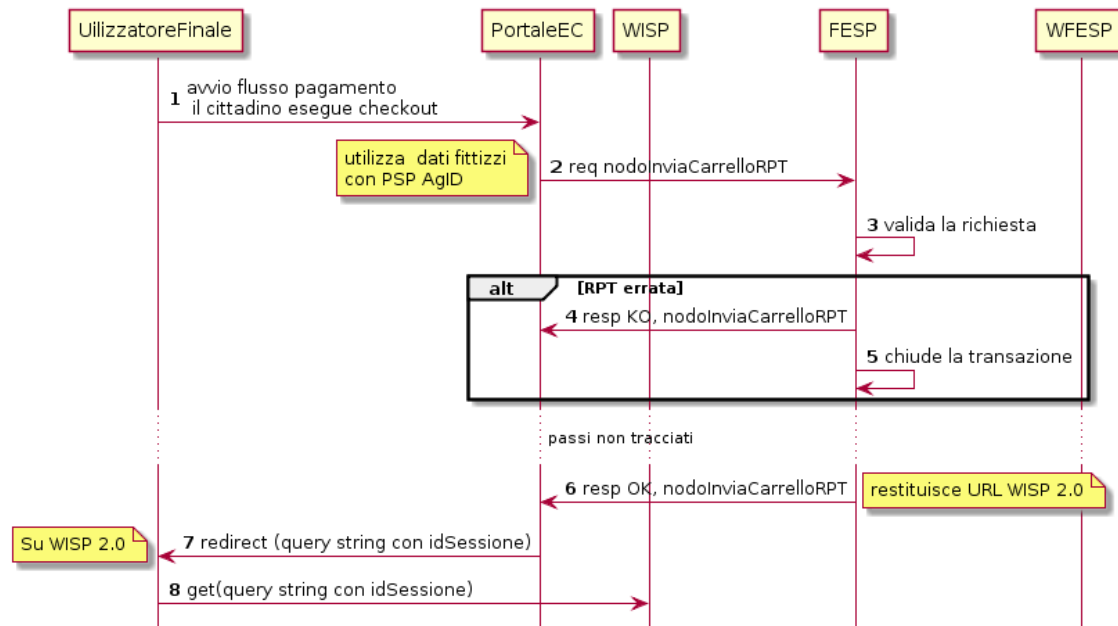 UilizzatoreFinale
PortaleEC
WISP
FESP
WFESP
1 avvio flusso pagamento
il cittadino esegue checkout
utilizza  dati fittizzi
con PSP AgID
2 req nodoInviaCarrelloRPT
3 valida la richiesta
alt [RPT errata]
4 resp KO, nodoInviaCarrelloRPT
5 chiude la transazione
passi non tracciati
6 resp OK, nodoInviaCarrelloRPT
restituisce URL WISP 2.0
Su WISP 2.0
7 redirect (query string con idSessione)
8 get(query string con idSessione)